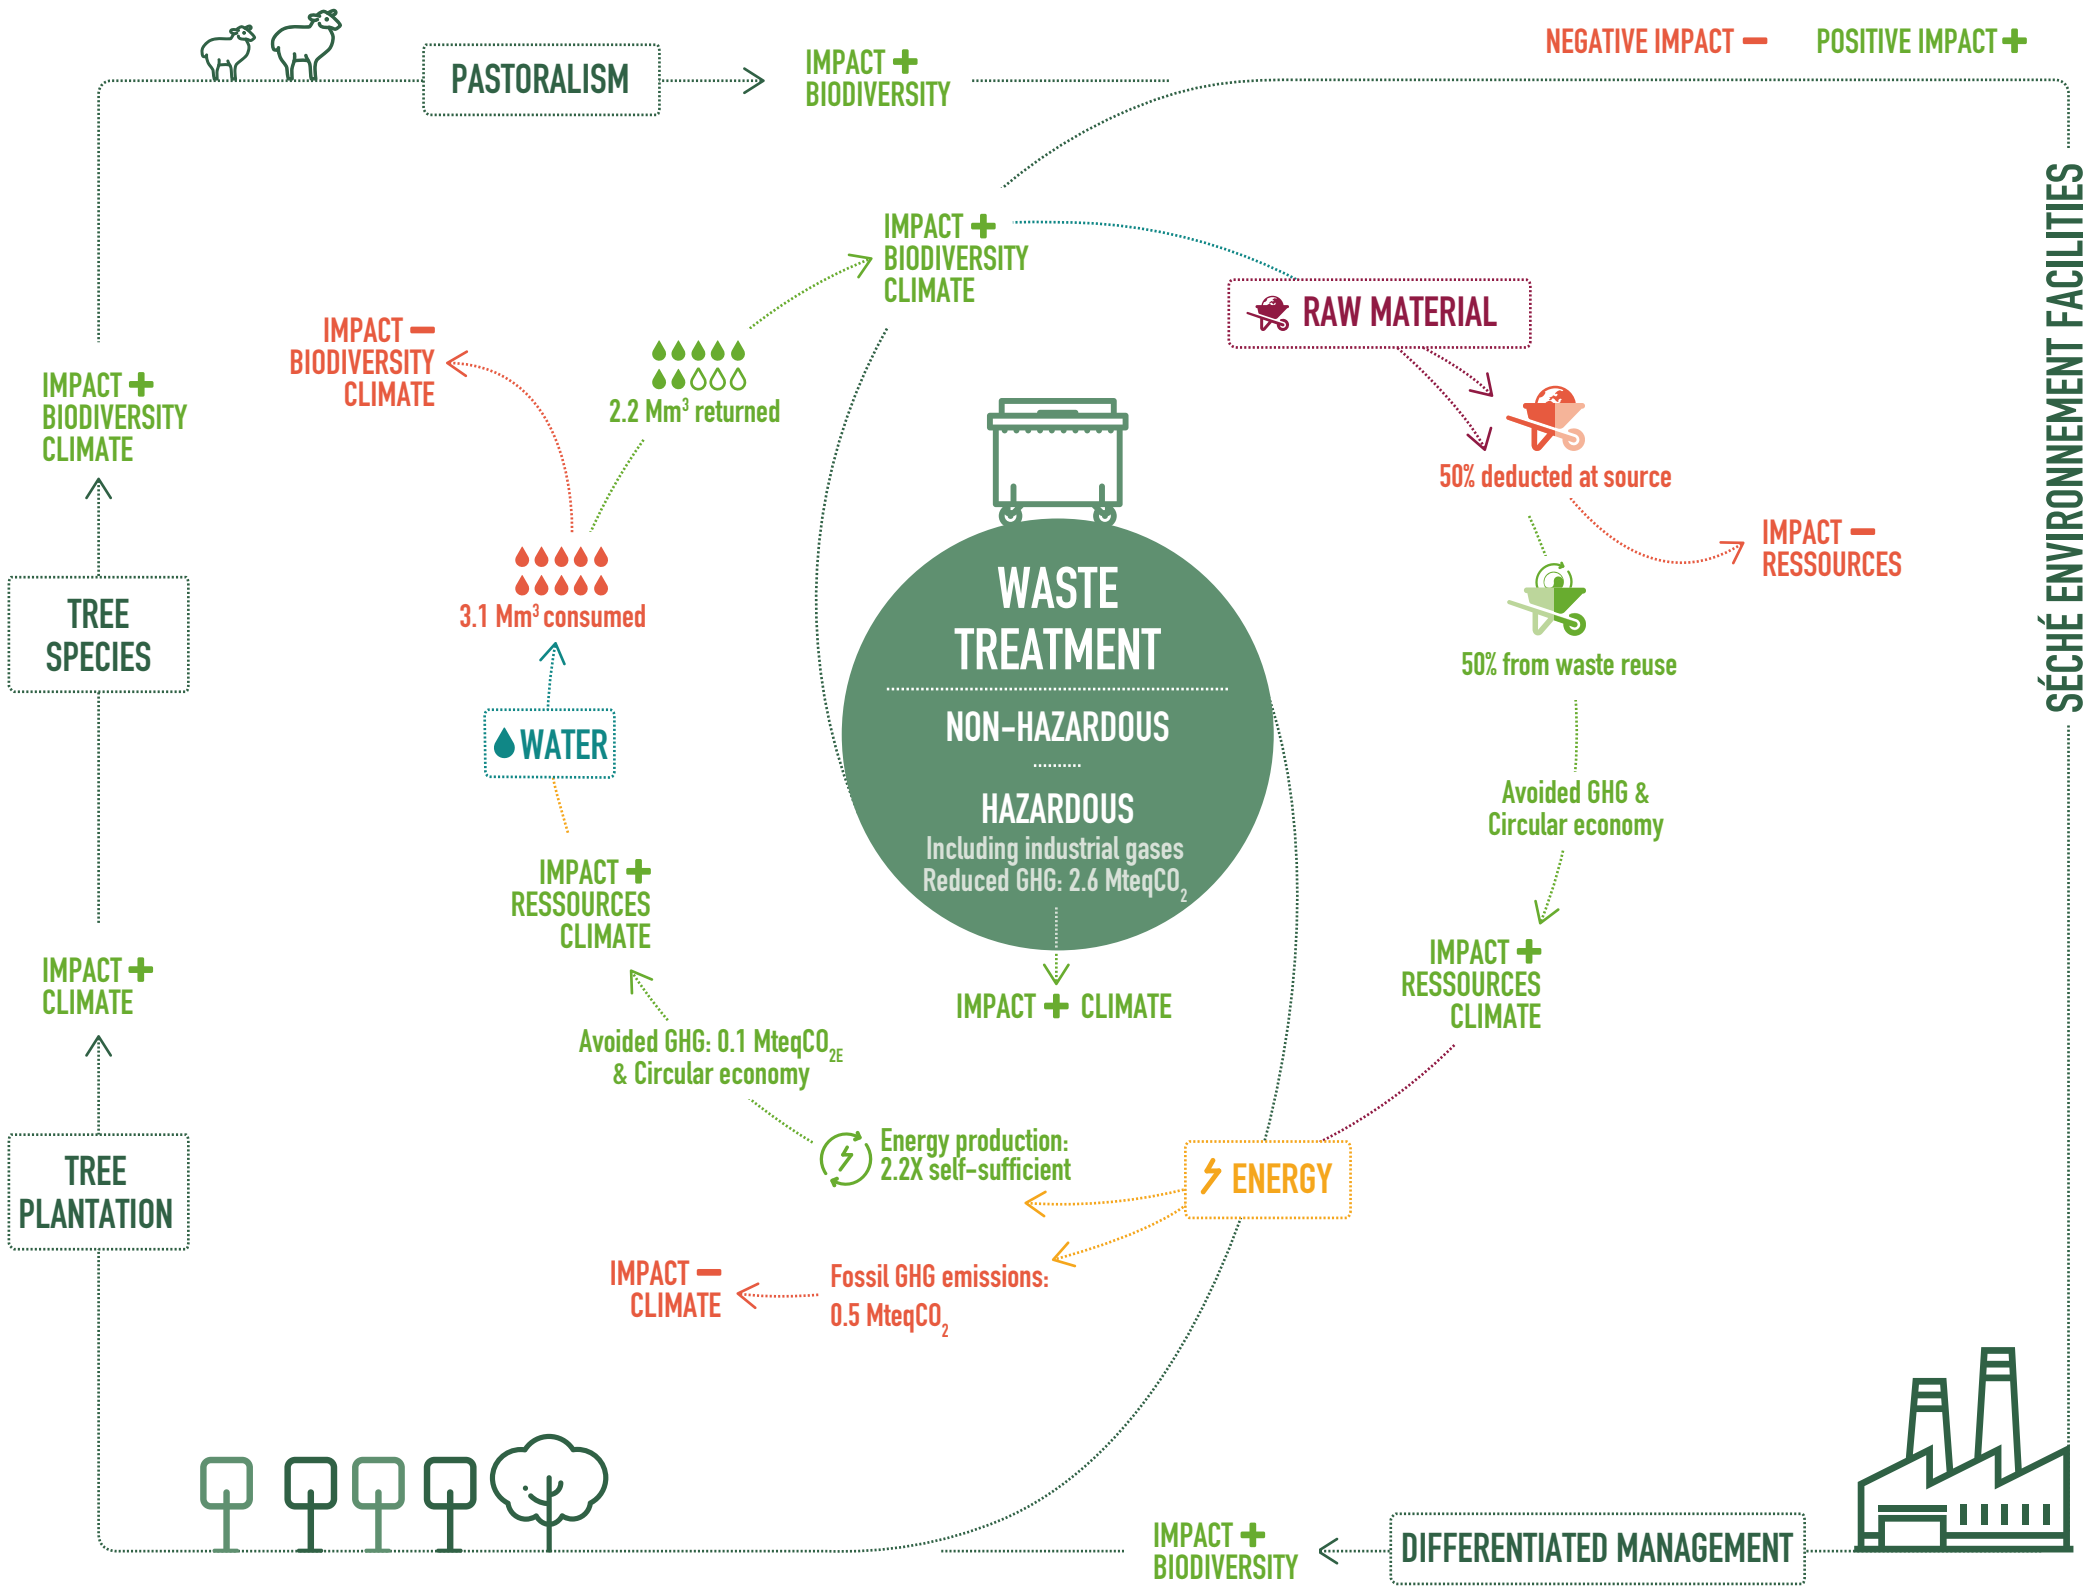 NEGATIVE IMPACT −
POSITIVE IMPACT +
PASTORALISM
IMPACT +
BIODIVERSITY
SÉCHÉ ENVIRONNEMENT FACILITIES
IMPACT +
BIODIVERSITY
CLIMATE
RAW MATERIAL
IMPACT −
BIODIVERSITY
CLIMATE
2.2 Mm³ returned
IMPACT +
BIODIVERSITY
CLIMATE
50% deducted at source
IMPACT −
RESSOURCES
3.1 Mm³ consumed
WASTE
TREATMENT
NON-HAZARDOUS
HAZARDOUS
Including industrial gases
Reduced GHG: 2.6 MteqCO₂
IMPACT + CLIMATE
TREE
SPECIES
50% from waste reuse
WATER
Avoided GHG &
Circular economy
IMPACT +
RESSOURCES
CLIMATE
IMPACT +
RESSOURCES
CLIMATE
IMPACT +
CLIMATE
Avoided GHG: 0.1 MteqCO2E
& Circular economy
Energy production:
2.2X self-sufficient
ENERGY
TREE
PLANTATION
IMPACT −
CLIMATE
Fossil GHG emissions:
0.5 MteqCO₂
IMPACT +
BIODIVERSITY
DIFFERENTIATED MANAGEMENT